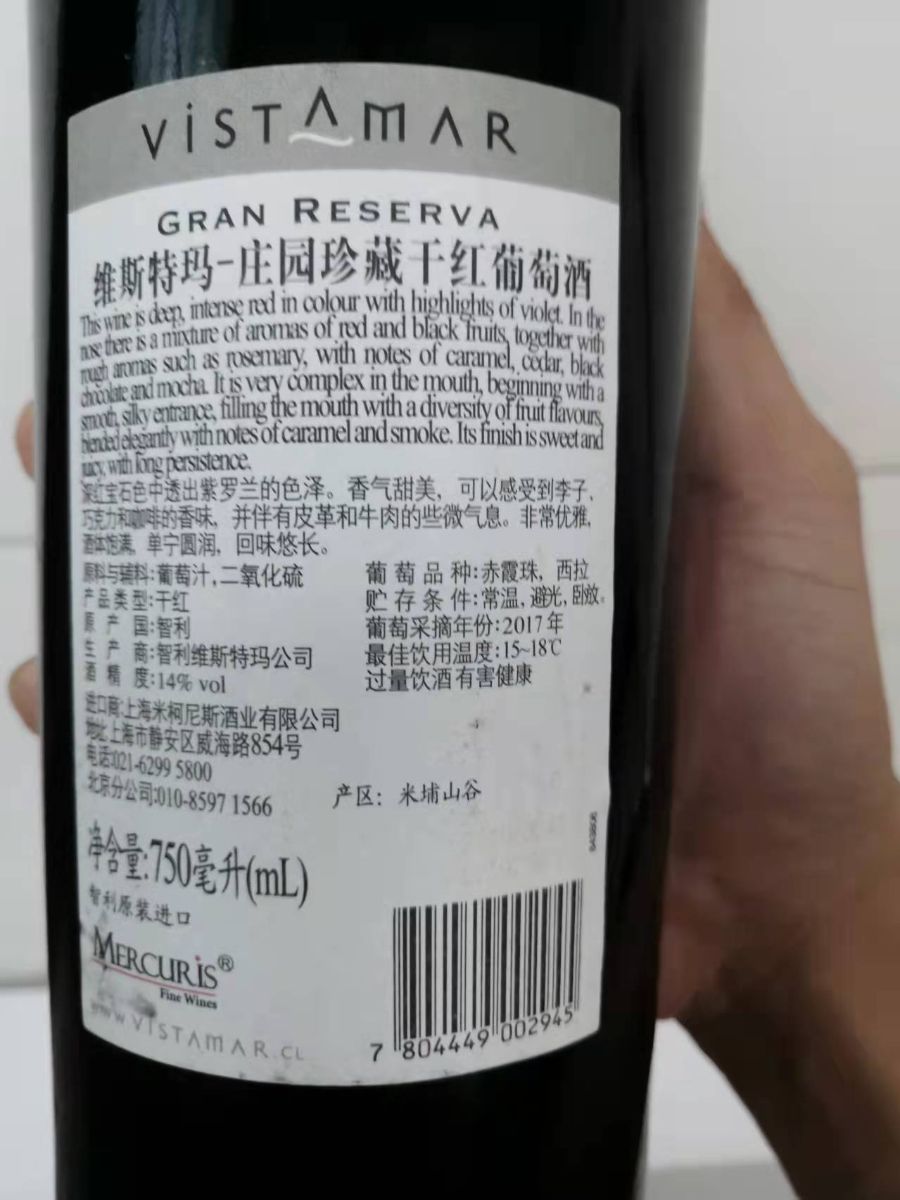 ViSTAMAR
GRAN RESERVA
维斯特玛-庄园珍藏干红葡萄酒
This wine is deep, intense red in colour with highlights of violet. In the
nose there is a mixture of aromas of red and black fruits, together with
rough aromas such as rosemary, with notes of caramel, cedar, black
chocolate and mocha. It is very complex in the mouth, beginning with a
smooth, silky entrance, filling the mouth with a diversity of fruit flavours,
blended elegantly with notes of caramel and smoke. Its finish is sweet and
juicy, with long persistence.
深红宝石色中透出紫罗兰的色泽。香气甜美，可以感受到李子，
巧克力和咖啡的香味，并伴有皮革和牛肉的些微气息。非常优雅，
酒体饱满，单宁圆润，回味悠长。
原料与辅料:葡萄汁,二氧化硫
产品类型:干红
原产国:智利
生产商:智利维斯特玛公司
酒精度:14% vol
葡萄品种:赤霞珠，西拉
贮存条件:常温,避光,卧放。
葡萄采摘年份:2017年
最佳饮用温度:15~18℃
过量饮酒有害健康
进口商:上海米柯尼斯酒业有限公司
地址:上海市静安区威海路854号
电话:021-6299 5800
北京分公司:010-8597 1566
产区：米埔山谷
净含量:750毫升(mL)
智利原装进口
MERCURiS®
Fine Wines
www.ViSTAMAR.CL
7 804449 002945